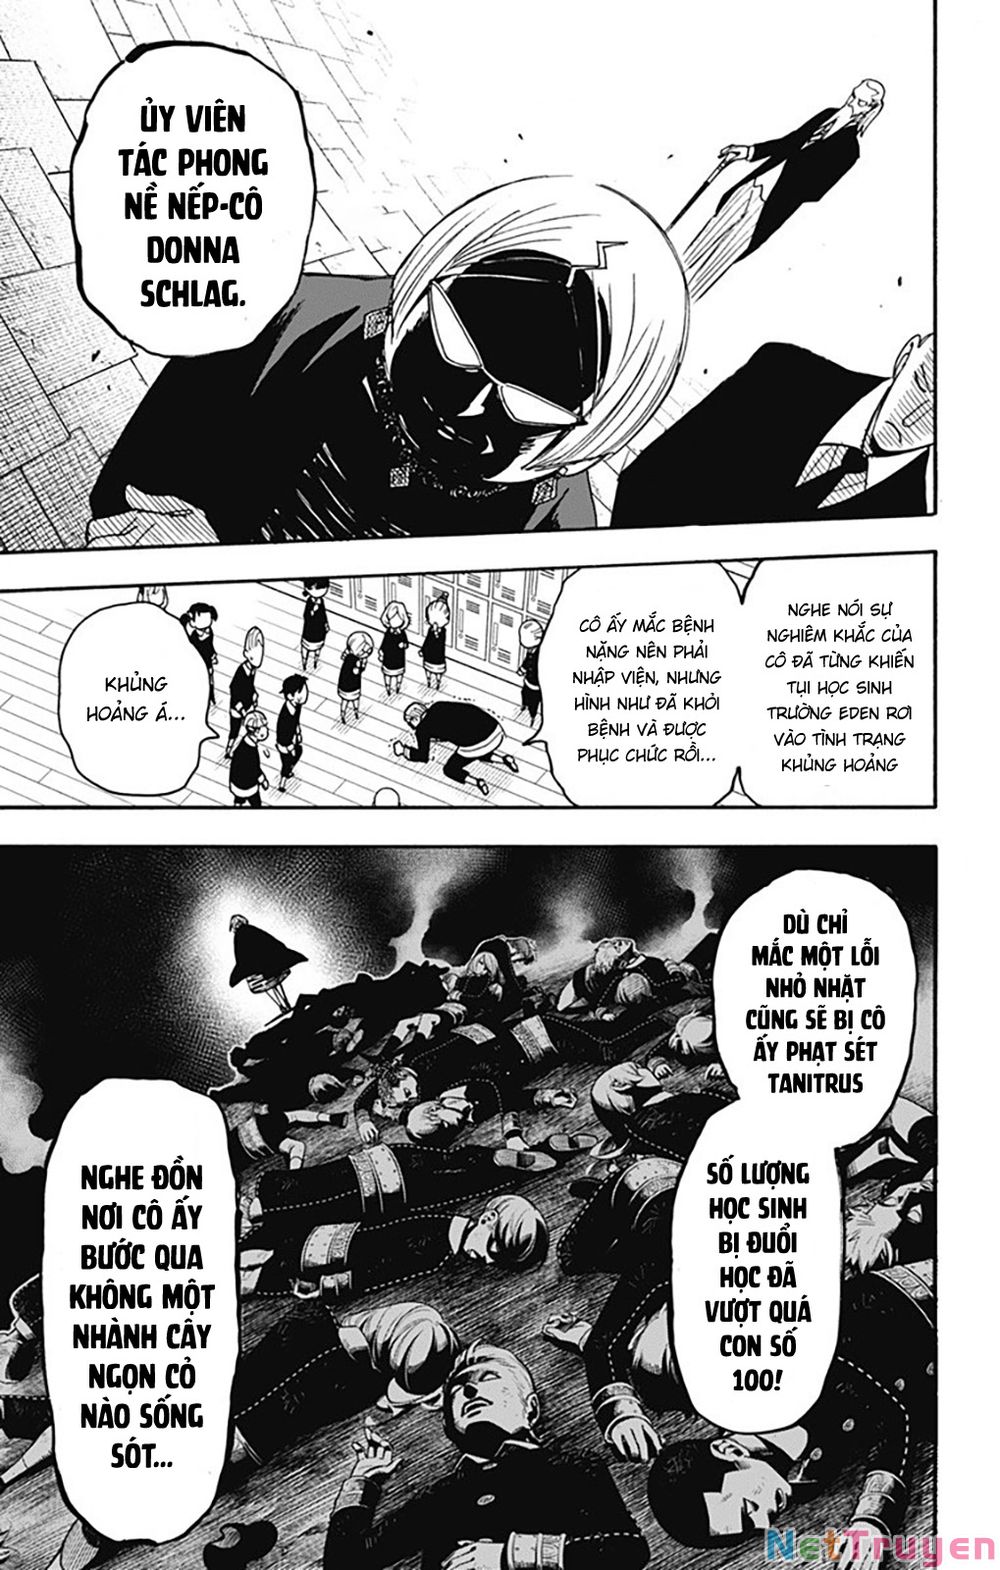 ỦY VIÊN
TÁC PHONG
NỀ NẾP-CÔ
DONNA
SCHLAG.
NGHE NÓI SỰ
NGHIÊM KHẮC CỦA
CÔ ĐÃ TỪNG KHIẾN
TỤI HỌC SINH
TRƯỜNG EDEN RƠI
VÀO TÌNH TRẠNG
KHỦNG HOẢNG
CÔ ẤY MẮC BỆNH
NẶNG NÊN PHẢI
NHẬP VIỆN, NHƯNG
HÌNH NHƯ ĐÃ KHỎI
BỆNH VÀ ĐƯỢC
PHỤC CHỨC RỒI...
KHỦNG
HOẢNG Á...
DÙ CHỈ
MẮC MỘT LỖI
NHỎ NHẶT
CŨNG SẼ BỊ CÔ
ẤY PHẠT SÉT
TANITRUS
SỐ LƯỢNG
HỌC SINH
BỊ ĐUỔI
HỌC ĐÃ
VƯỢT QUÁ
CON SỐ
100!
NGHE ĐỒN
NƠI CÔ ẤY
BƯỚC QUA
KHÔNG MỘT
NHÀNH CÂY
NGỌN CỎ
NÀO SỐNG
SÓT...
NetTruyen